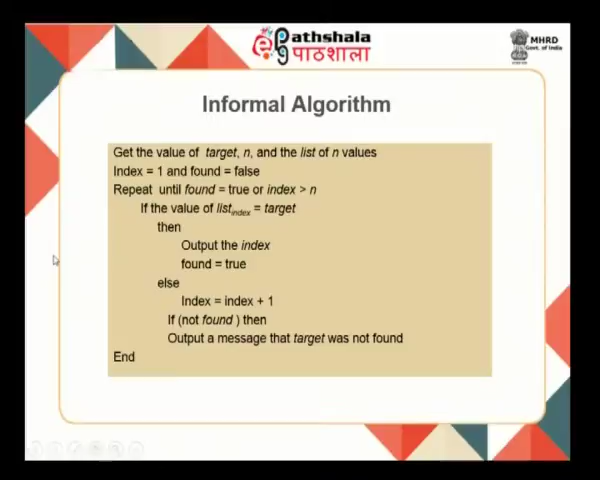 epathshala
पाठशाला
MHRD
Govt. of India
Informal Algorithm
Get the value of target, n, and the list of n values
Index = 1 and found = false
Repeat until found = true or index > n
If the value of listindex = target
then
Output the index
found = true
else
Index = index + 1
If (not found ) then
Output a message that target was not found
End